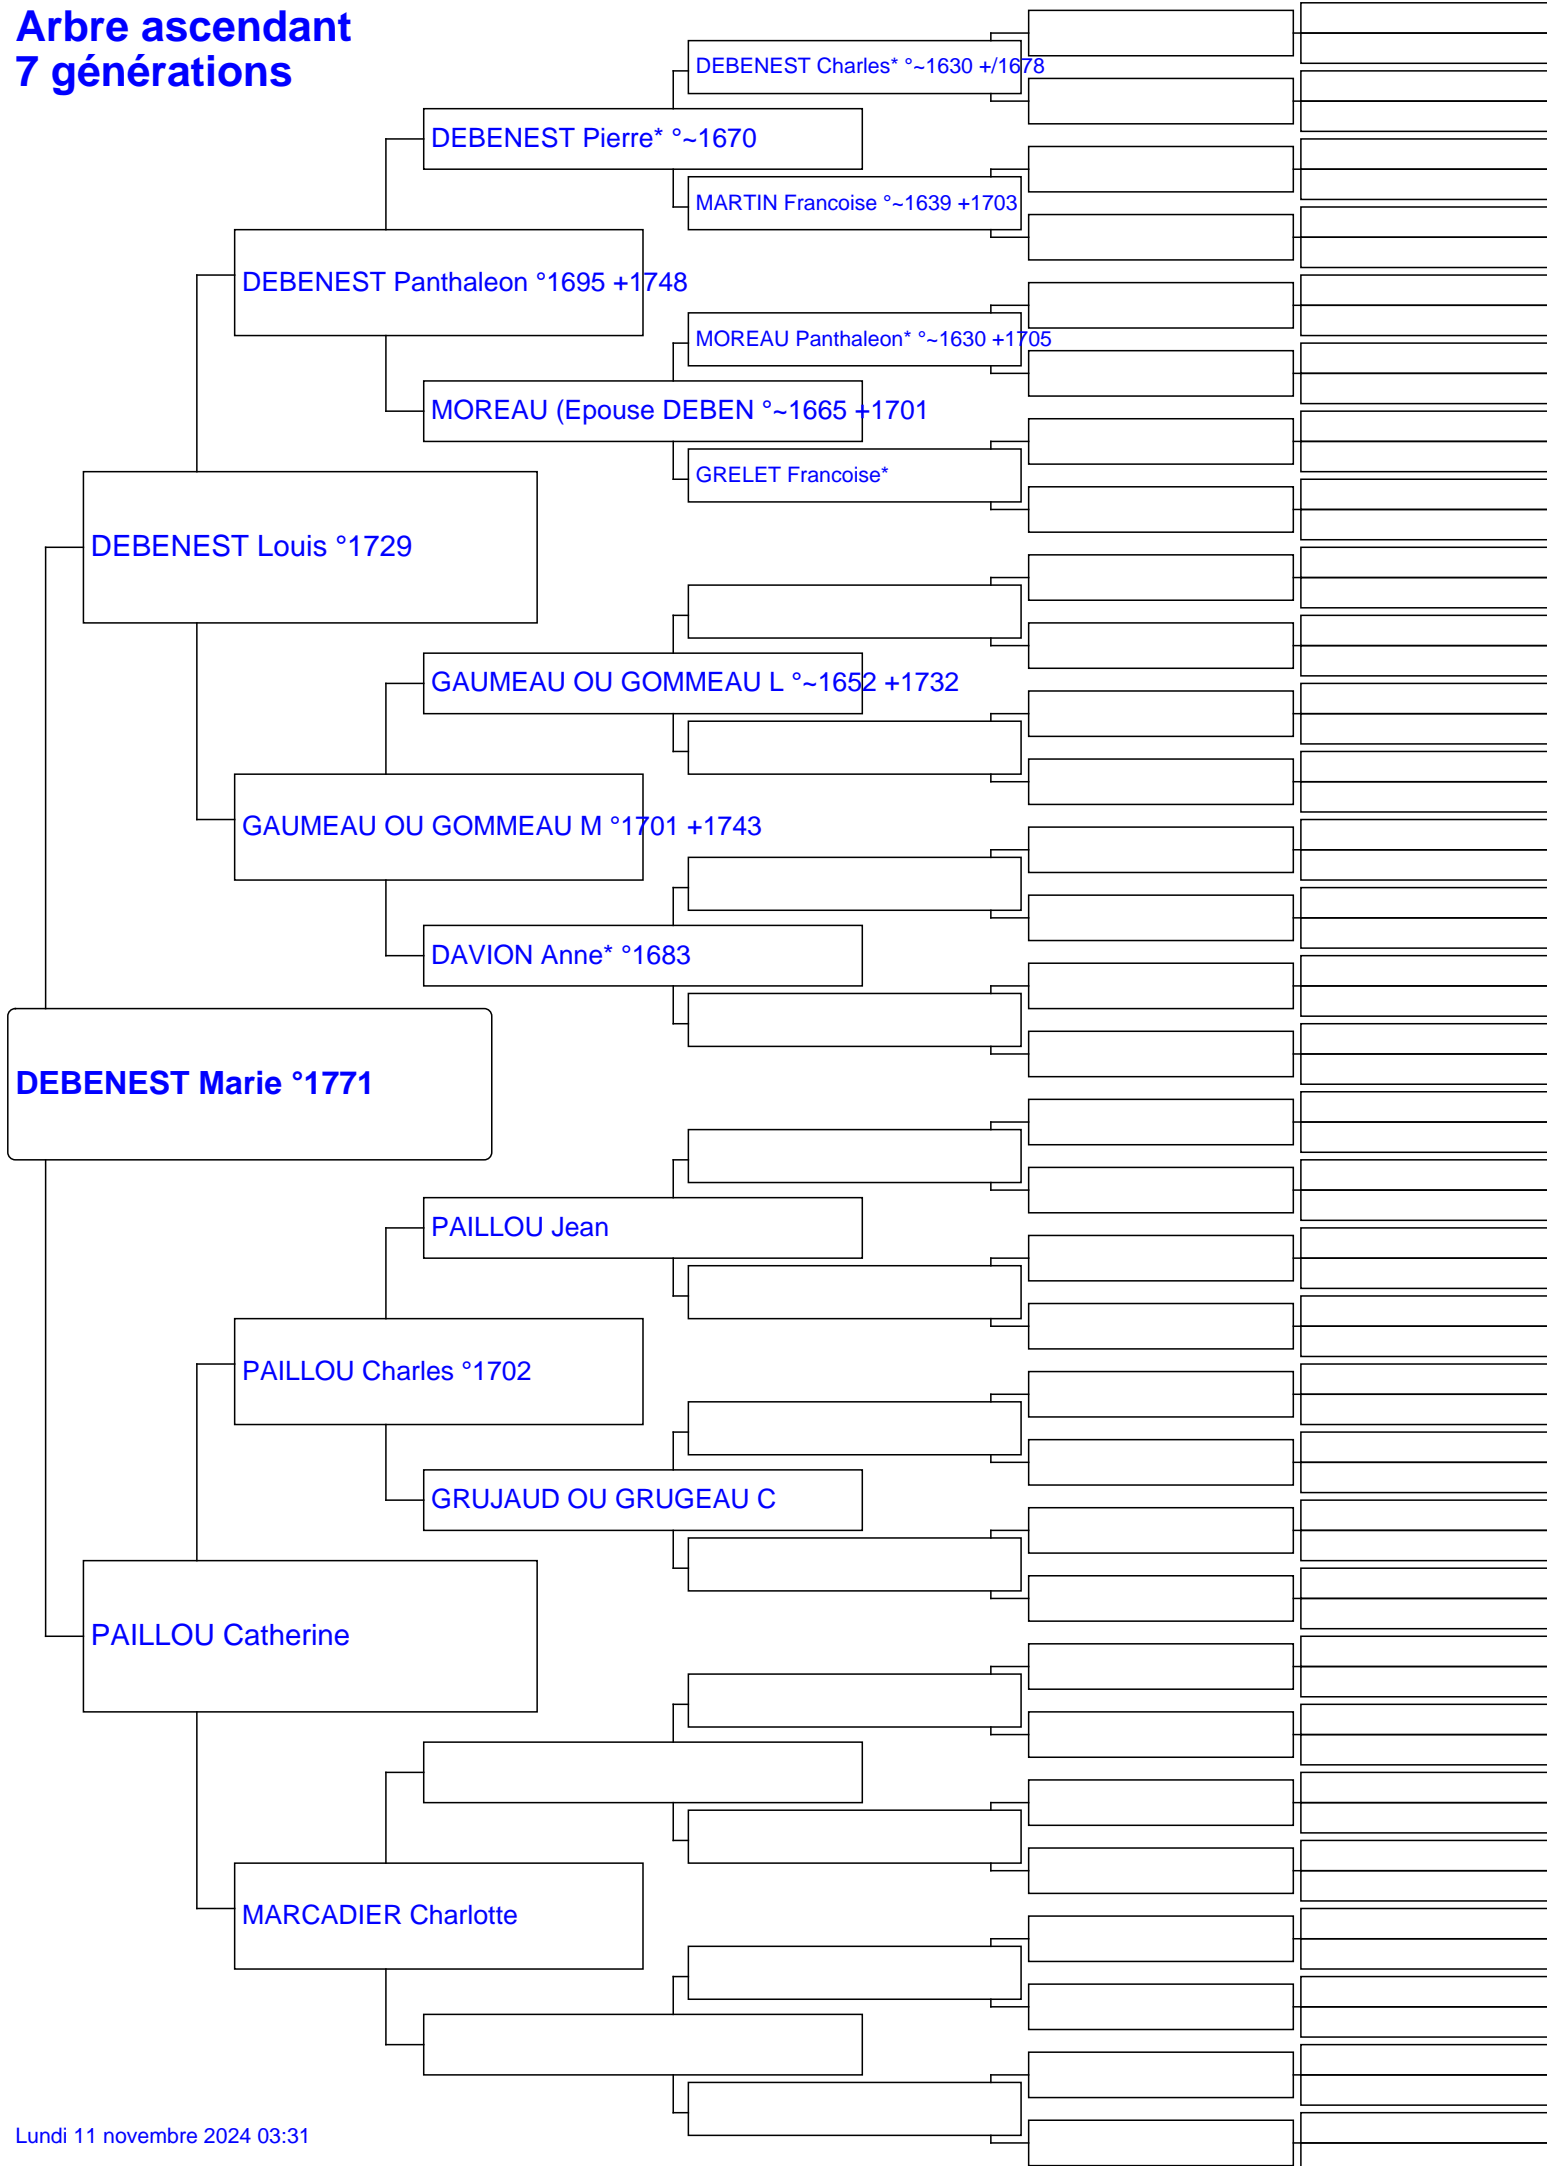 Arbre ascendant
7 générations
DEBENEST Charles* °~1630 +/1678
DEBENEST Pierre* °~1670
MARTIN Francoise °~1639 +1703
DEBENEST Panthaleon °1695 +1748
MOREAU Panthaleon* °~1630 +1705
MOREAU (Epouse DEBEN °~1665 +1701
GRELET Francoise*
DEBENEST Louis °1729
GAUMEAU OU GOMMEAU L °~1652 +1732
GAUMEAU OU GOMMEAU M °1701 +1743
DAVION Anne* °1683
DEBENEST Marie °1771
PAILLOU Jean
PAILLOU Charles °1702
GRUJAUD OU GRUGEAU C
PAILLOU Catherine
MARCADIER Charlotte
Lundi 11 novembre 2024 03:31